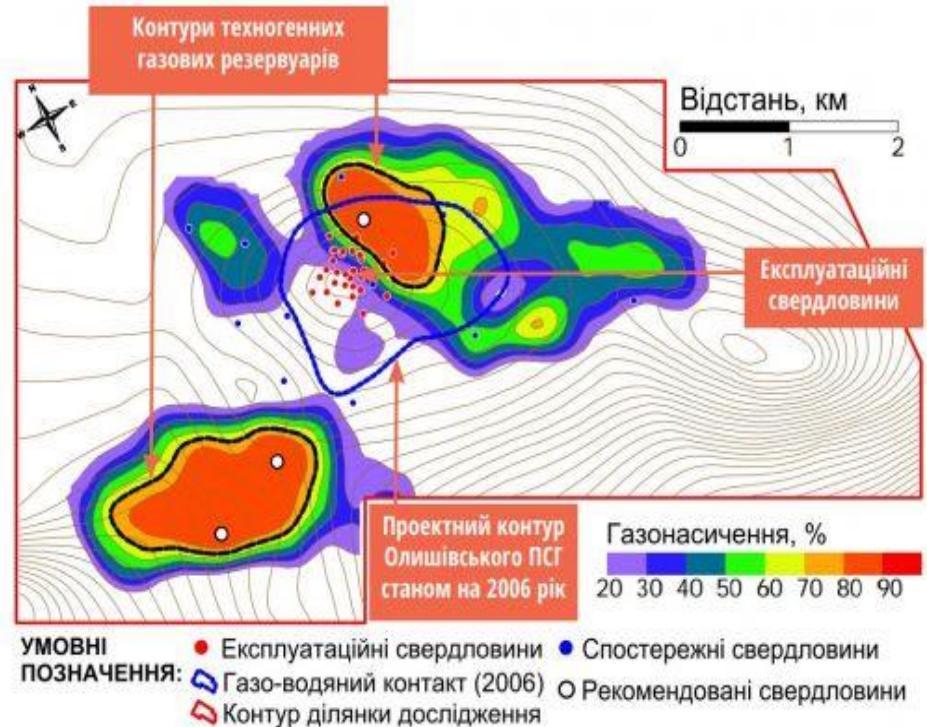 Контури техногенних
газових резервуарів
Відстань, км
0 1 2
Експлуатаційні
свердловини
Проектний контур
Олишівського ПСГ
станом на 2006 рік
Газонасичення, %
20 30 40 50 60 70 80 90
УМОВНІ
ПОЗНАЧЕННЯ:
Експлуатаційні свердловини
Спостережні свердловини
Газо-водяний контакт (2006)
Рекомендовані свердловини
Контур ділянки дослідження